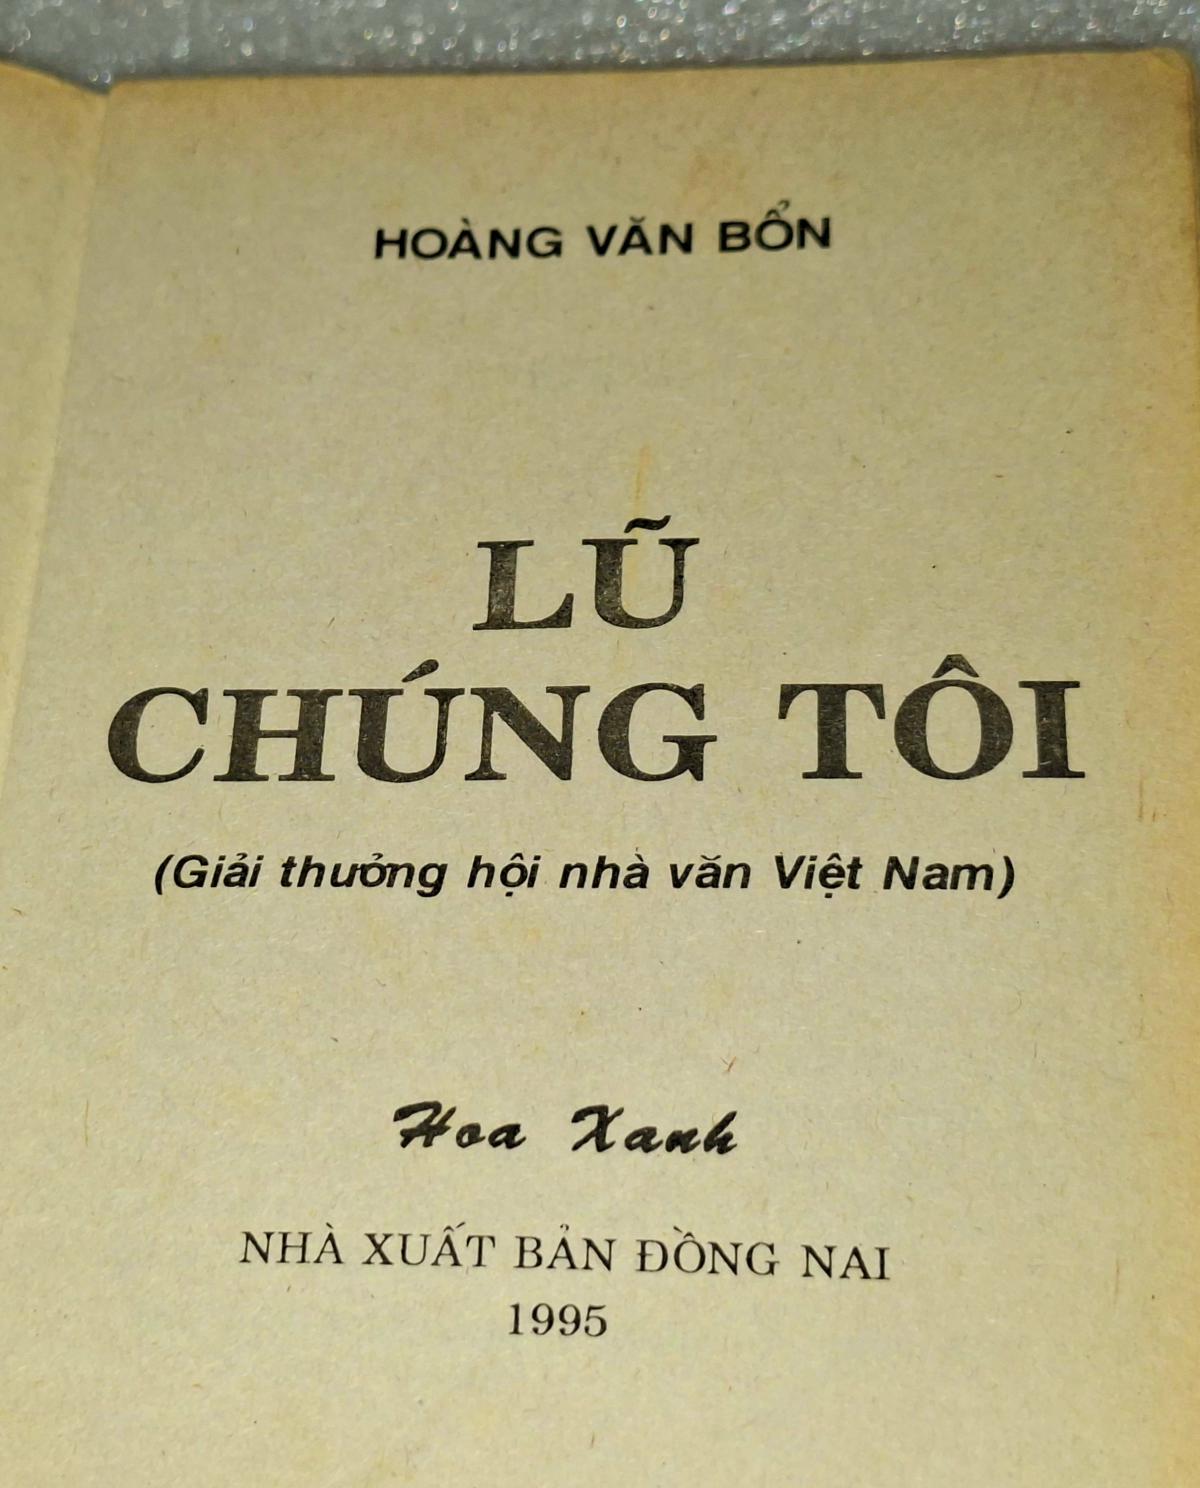 HOÀNG VĂN BỔN
LŨ
CHÚNG TÔI
(Giải thưởng hội nhà văn Việt Nam)
Hoa Xanh
NHÀ XUẤT BẢN ĐỒNG NAI
1995